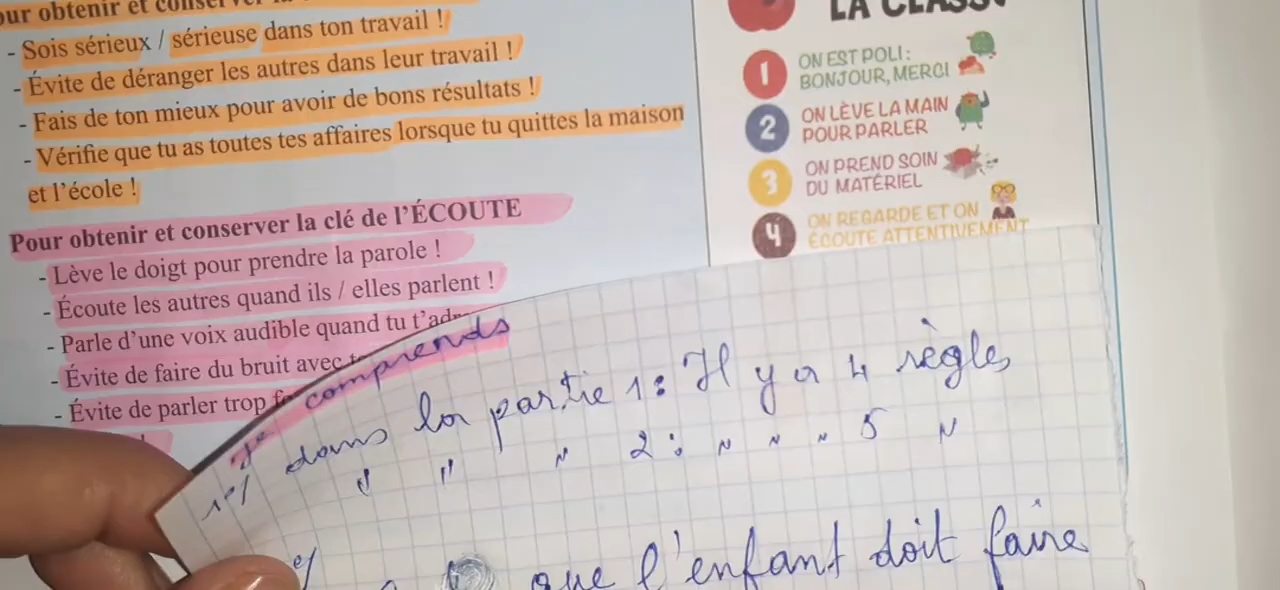 our obtenir et conserver la
- Sois sérieux / sérieuse dans ton travail !
- Évite de déranger les autres dans leur travail !
- Fais de ton mieux pour avoir de bons résultats !
- Vérifie que tu as toutes tes affaires lorsque tu quittes la maison
et l'école !
Pour obtenir et conserver la clé de l'ÉCOUTE
- Lève le doigt pour prendre la parole !
- Écoute les autres quand ils / elles parlent !
- Parle d'une voix audible quand tu
- Évite de faire du bruit avec
- Évite de parler trop
LA CLASS
1 ON EST POLI :
BONJOUR, MERCI
2 ON LÈVE LA MAIN
POUR PARLER
3 ON PREND SOIN
DU MATÉRIEL
4 ON REGARDE ET ON
ÉCOUTE ATTENTIVEMENT
je comprends
1°/ dans la partie 1 : Il y a 4 règles
" " " 2 : " " " 5 "
que l'enfant doit faire